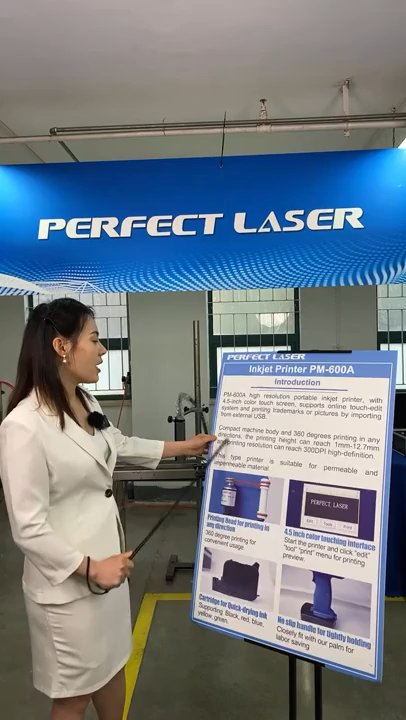 PERFECT LASER
PERFECT LASER
Inkjet Printer PM-600A
Introduction
PM-600A high resolution portable inkjet printer, with
4.5-inch color touch screen, supports online touch-edit
system and printing trademarks or pictures by importing
from external USB.
Compact machine body and 360 degrees printing in any
directions, the printing height can reach 1mm-12.7mm,
printing resolution can reach 300DPI high-definition.
type printer is suitable for permeable and
impermeable material
PERFECT LASER
Printing Head for printing in
any direction
360 degree printing for
convenient usage.
4.5 inch color touching interface
Start the printer and click "edit"
"tool" "print" menu for printing
preview.
Cartridge for Quick-drying ink
Supporting Black, red, blue,
yellow, green.
No slip handle for tightly holding
Closely fit with our palm for
labor saving